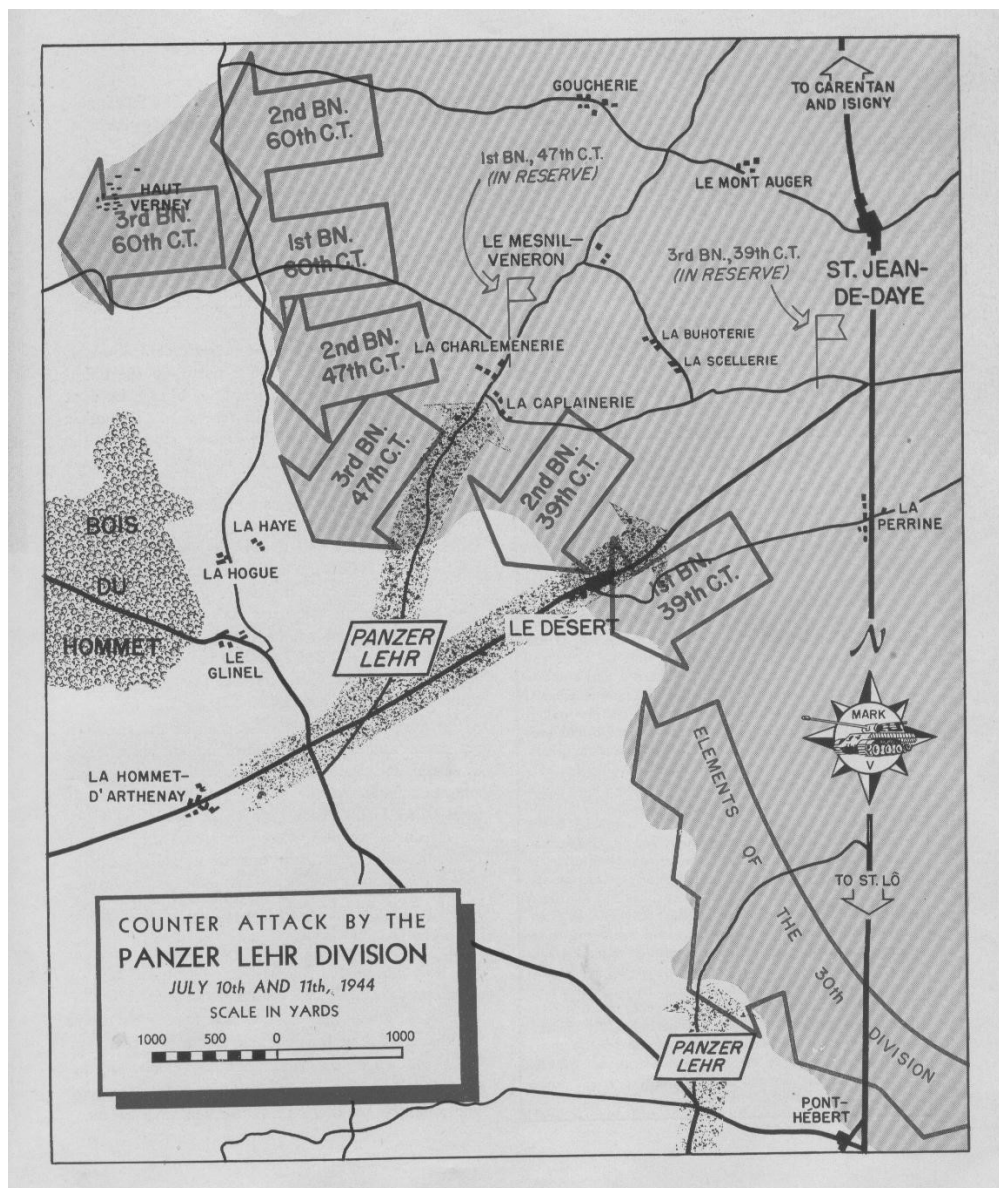 GOUCHERIE
TO CARENTAN
AND ISIGNY
2nd BN.
60th C.T.
1st BN., 47th C.T.
(IN RESERVE)
LE MONT AUGER
HAUT
VERNEY
3rd BN.
60th C.T.
1st BN.
60th C.T.
LE MESNIL-
VENERON
3rd BN., 39th C.T.
(IN RESERVE)
ST. JEAN-
DE-DAYE
2nd BN.
47th C.T.
LA CHARLEMENERIE
LA BUHOTERIE
LA SCELLERIE
LA CAPLAINERIE
3rd BN.
47th C.T.
2nd BN.
39th C.T.
BOIS
DU
HOMMET
LA HAYE
LA HOGUE
LA
PERRINE
1st BN.
39th C.T.
LE DESERT
PANZER
LEHR
LE
GLINEL
N
MARK
V
LA HOMMET-
D'ARTHENAY
ELEMENTS
OF
THE
30th
DIVISION
TO ST. LÔ
COUNTER ATTACK BY THE
PANZER LEHR DIVISION
JULY 10th AND 11th, 1944
SCALE IN YARDS
1000 500 0 1000
PANZER
LEHR
PONT-
HÉBERT